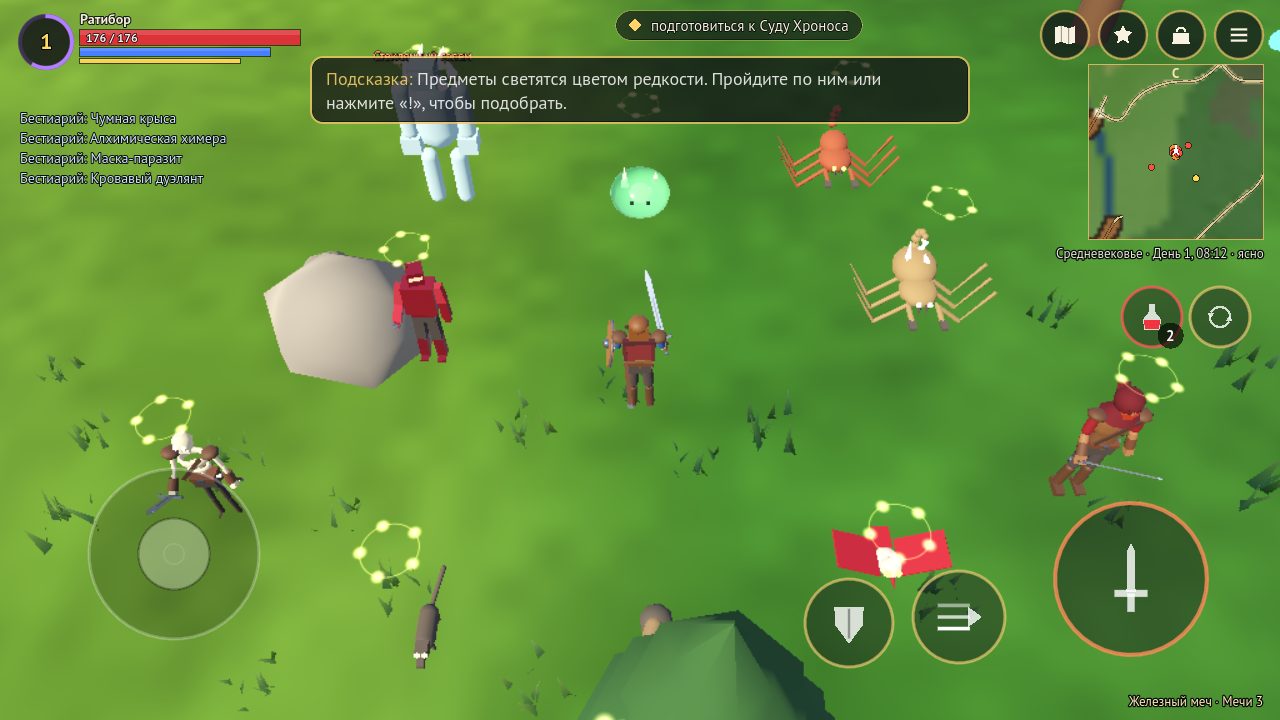 Ратибор
1
176 / 176
подготовиться к Суду Хроноса
Подсказка: Предметы светятся цветом редкости. Пройдите по ним или
нажмите «!», чтобы подобрать.
С
Бестиарий: Чумная крыса
Бестиарий: Алхимическая химера
Бестиарий: Маска-паразит
Бестиарий: Кровавый дуэлянт
Средневековье · День 1, 08:12 · ясно
2
Железный меч · Мечи 3